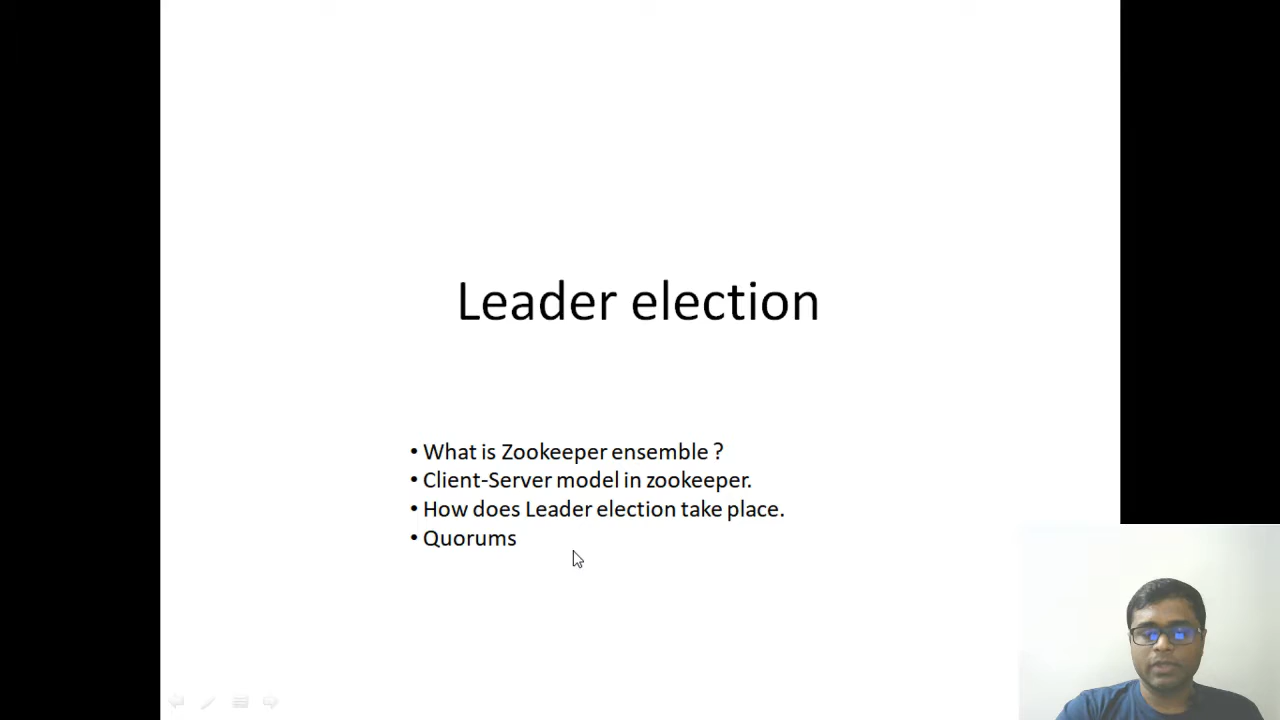 Leader election
• What is Zookeeper ensemble ?
• Client-Server model in zookeeper.
• How does Leader election take place.
• Quorums